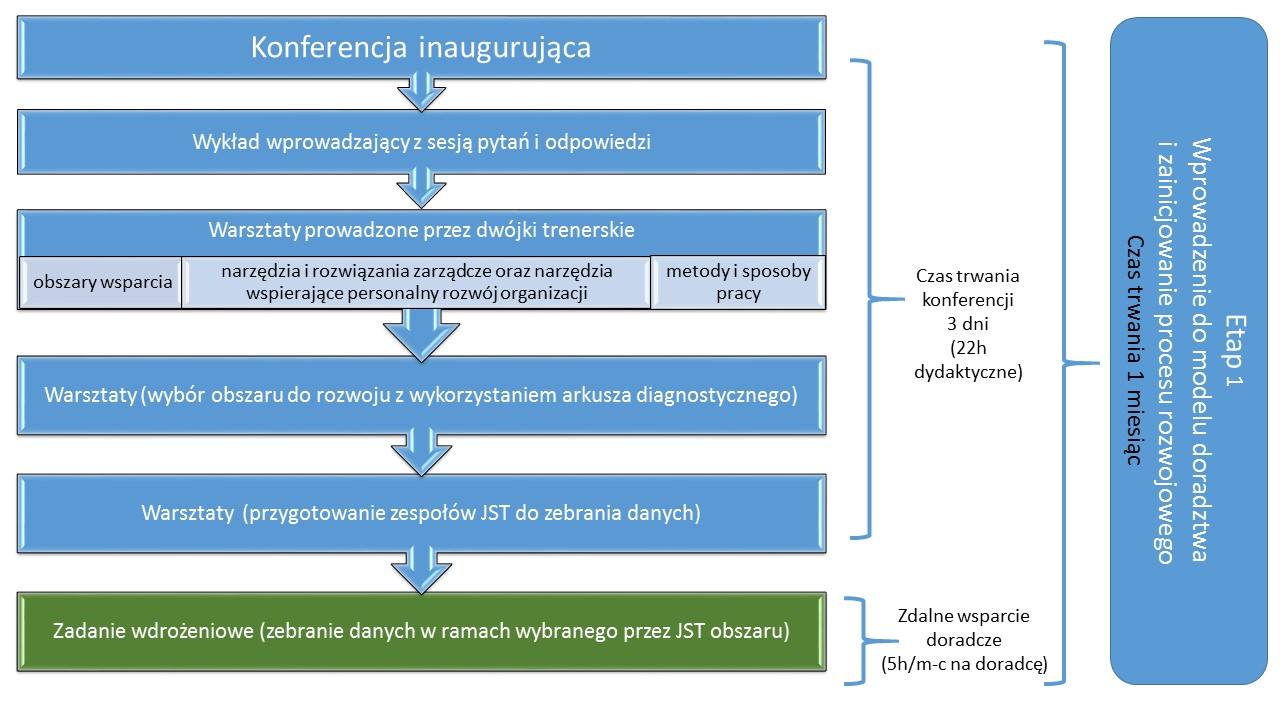 Konferencja inaugurująca
Wykład wprowadzający z sesją pytań i odpowiedzi
Warsztaty prowadzone przez dwójki trenerskie
obszary wsparcia
narzędzia i rozwiązania zarządcze oraz narzędzia
wspierające personalny rozwój organizacji
metody i sposoby
pracy
Warsztaty (wybór obszaru do rozwoju z wykorzystaniem arkusza diagnostycznego)
Warsztaty (przygotowanie zespołów JST do zebrania danych)
Zadanie wdrożeniowe (zebranie danych w ramach wybranego przez JST obszaru)
Czas trwania
konferencji
3 dni
(22h
dydaktyczne)
Zdalne wsparcie
doradcze
(5h/m-c na doradcę)
Etap 1
Wprowadzenie do modelu doradztwa
i zainicjowanie procesu rozwojowego
Czas trwania 1 miesiąc